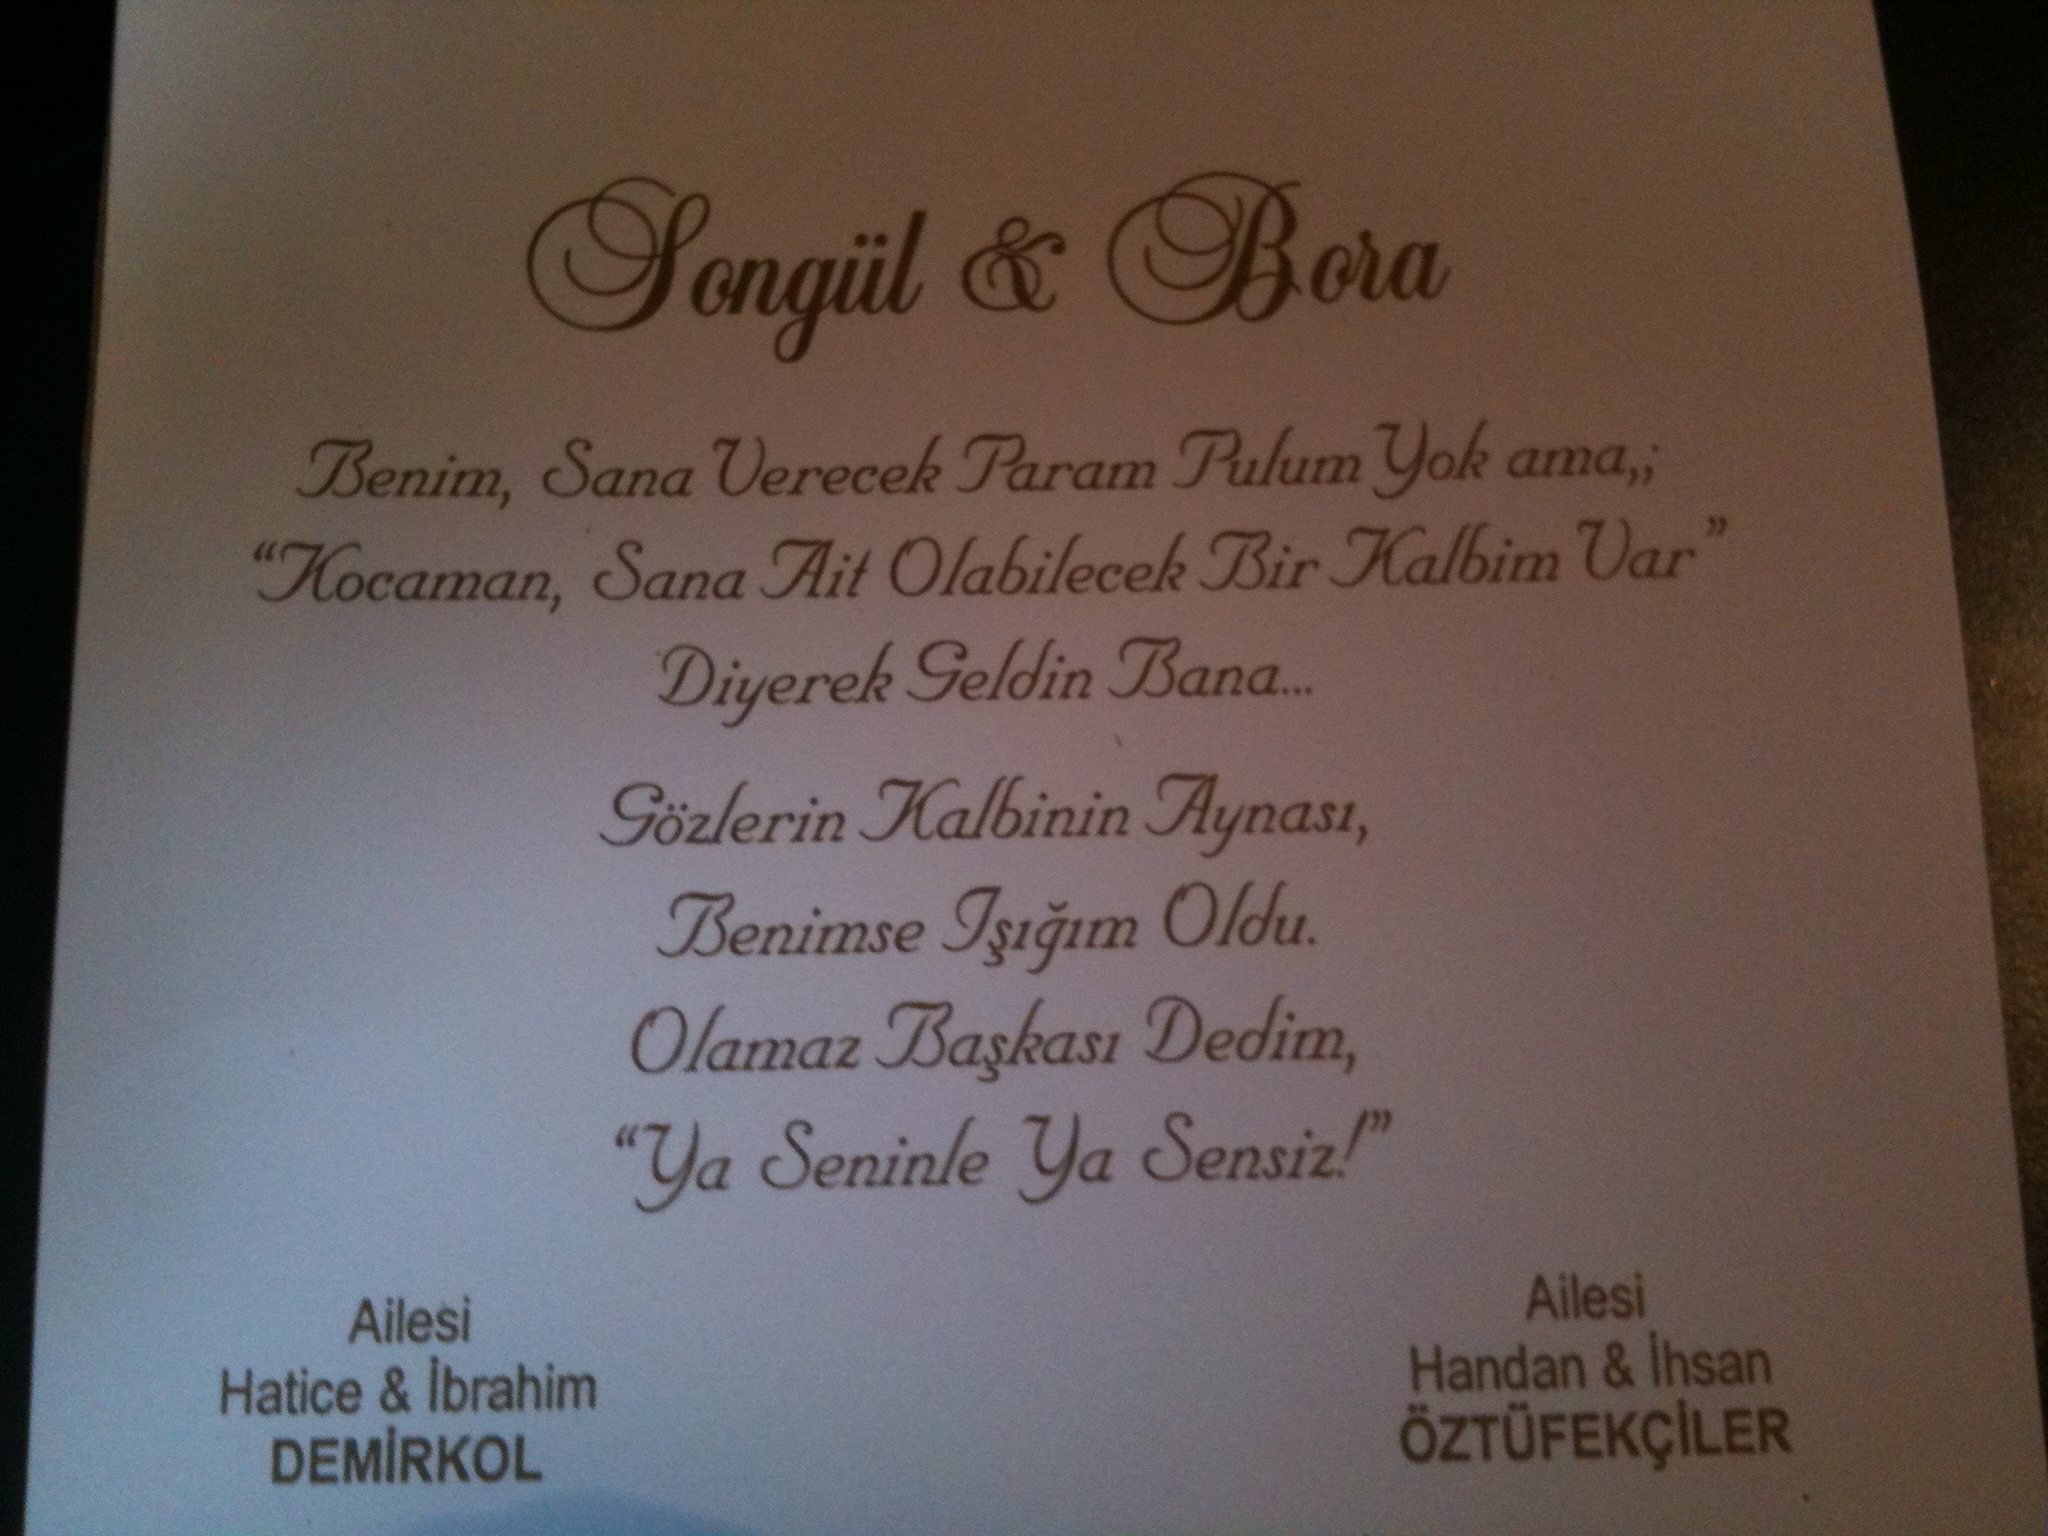 Songül & Bora
Benim, Sana Verecek Param Pulum Yok ama,;
“Kocaman, Sana Ait Olabilecek Bir Kalbim Var”
Diyerek Geldin Bana...
Gözlerin Kalbinin Aynası,
Benimse Işığım Oldu.
Olamaz Başkası Dedim,
“Ya Seninle Ya Sensiz!”
Ailesi
Hatice & İbrahim
DEMİRKOL
Ailesi
Handan & İhsan
ÖZTÜFEKÇİLER